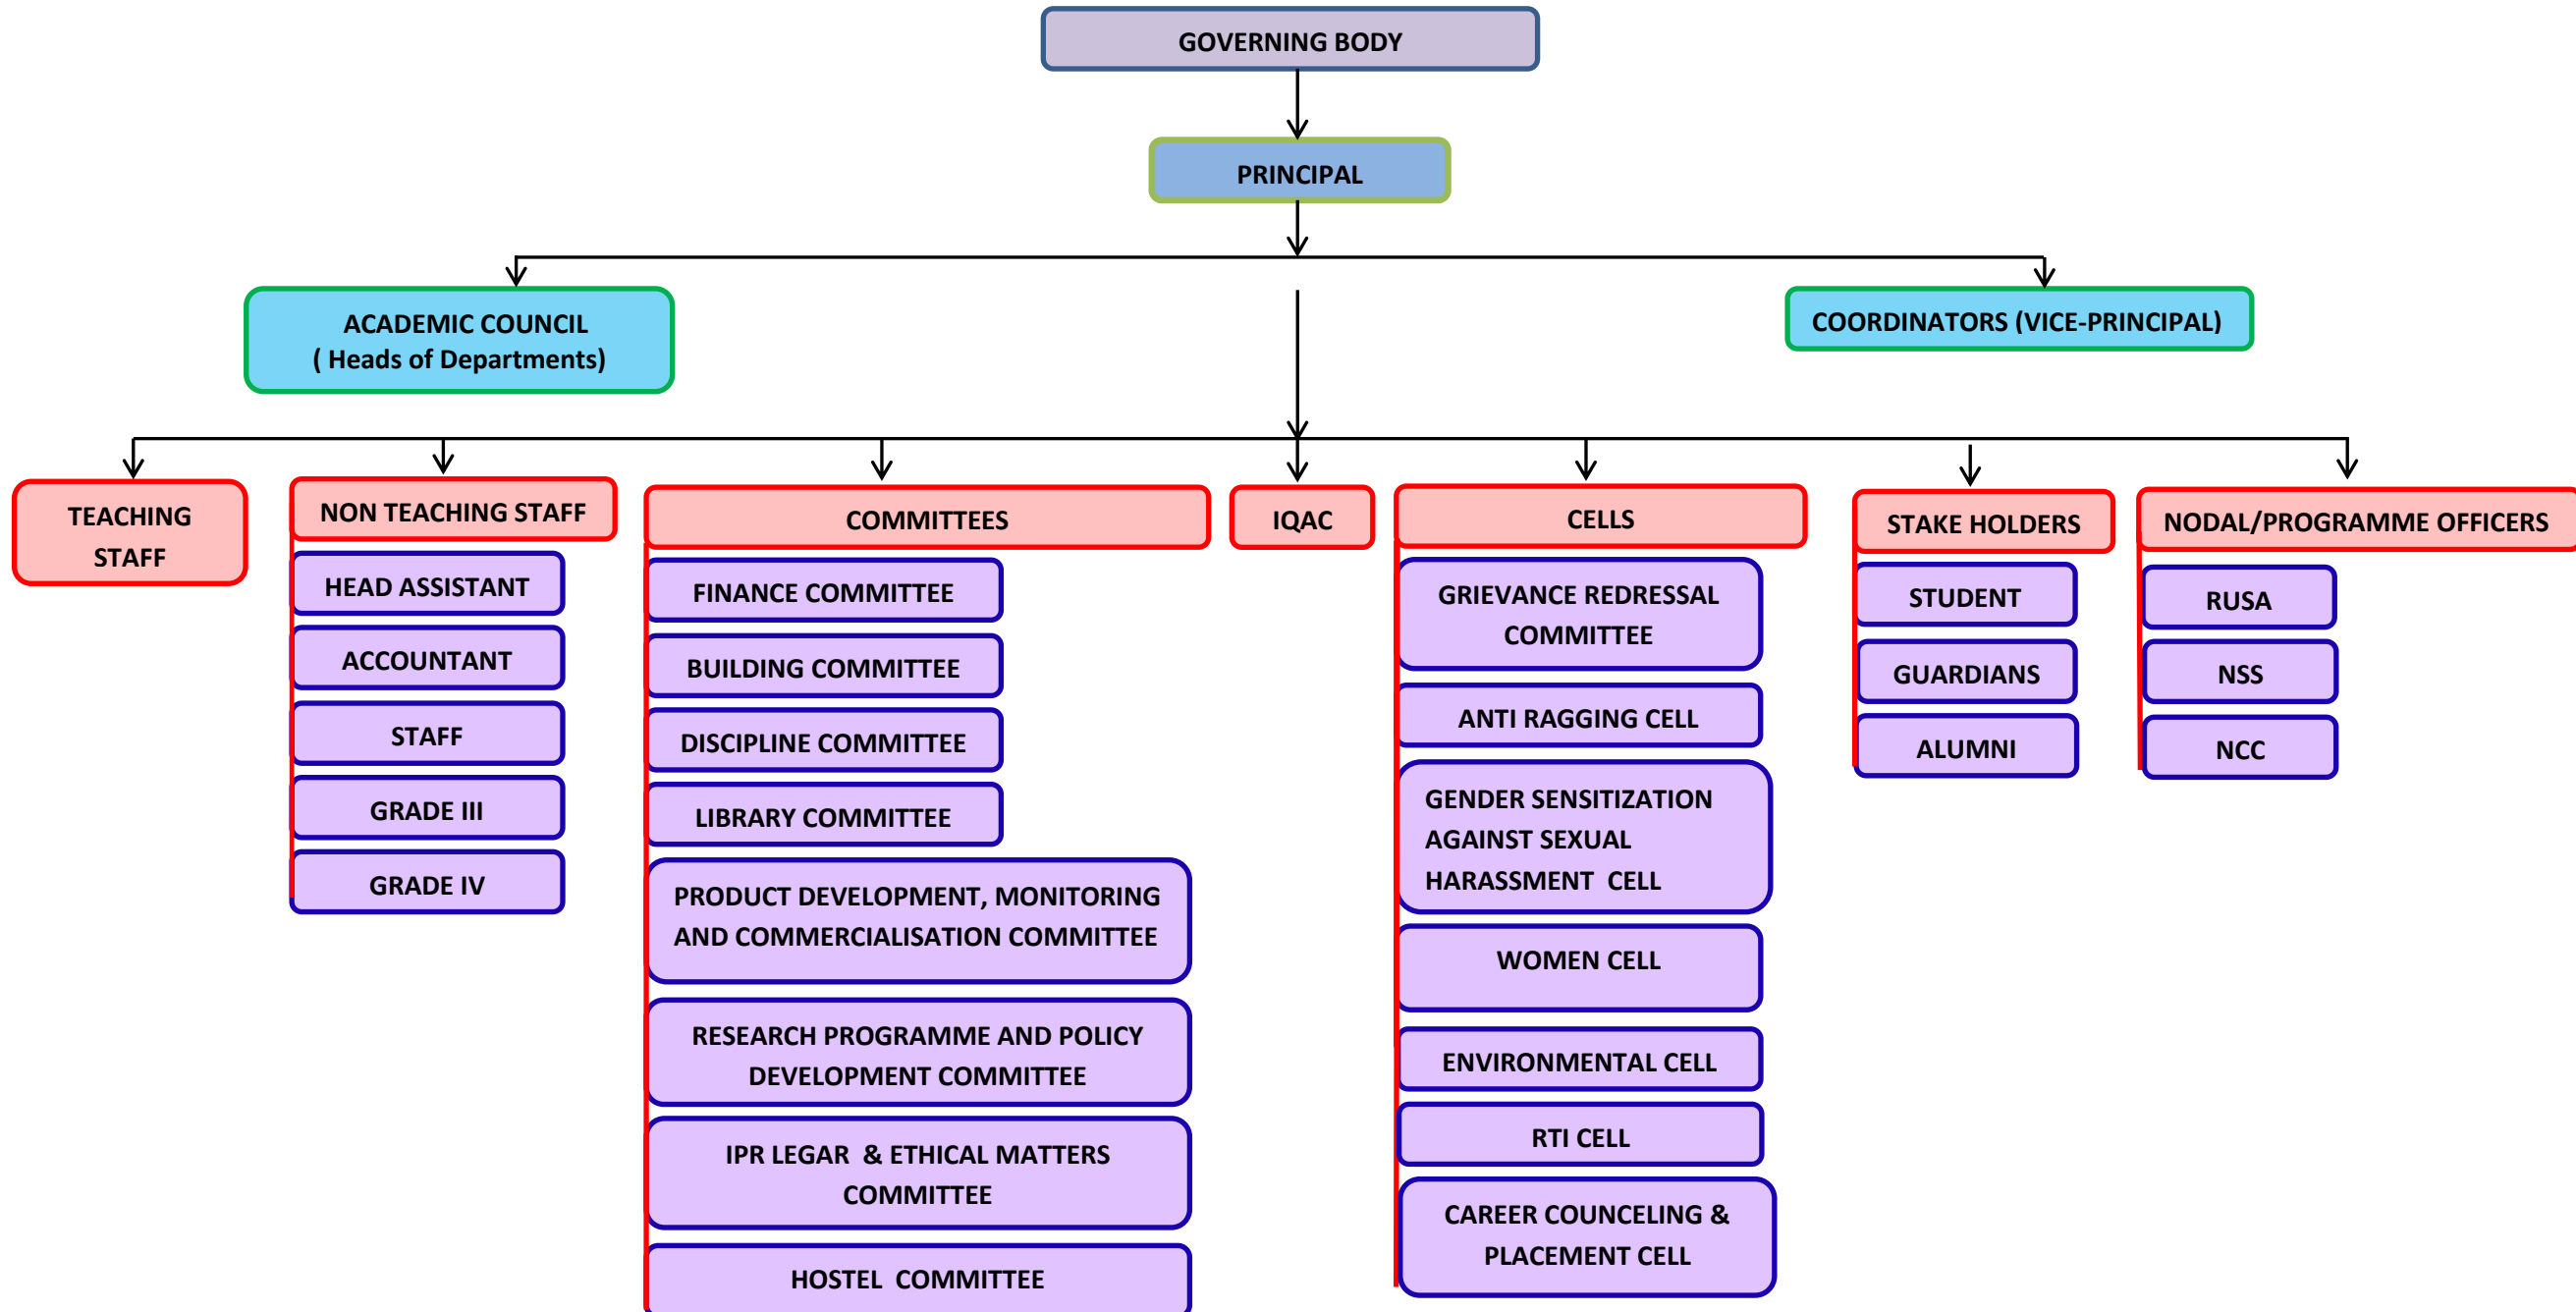 GOVERNING BODY
PRINCIPAL
ACADEMIC COUNCIL
( Heads of Departments)
COORDINATORS (VICE-PRINCIPAL)
TEACHING
STAFF
NON TEACHING STAFF
HEAD ASSISTANT
ACCOUNTANT
STAFF
GRADE III
GRADE IV
COMMITTEES
FINANCE COMMITTEE
BUILDING COMMITTEE
DISCIPLINE COMMITTEE
LIBRARY COMMITTEE
PRODUCT DEVELOPMENT, MONITORING
AND COMMERCIALISATION COMMITTEE
RESEARCH PROGRAMME AND POLICY
DEVELOPMENT COMMITTEE
IPR LEGAR & ETHICAL MATTERS
COMMITTEE
HOSTEL COMMITTEE
IQAC
CELLS
GRIEVANCE REDRESSAL
COMMITTEE
ANTI RAGGING CELL
GENDER SENSITIZATION
AGAINST SEXUAL
HARASSMENT CELL
WOMEN CELL
ENVIRONMENTAL CELL
RTI CELL
CAREER COUNCELING &
PLACEMENT CELL
STAKE HOLDERS
STUDENT
GUARDIANS
ALUMNI
NODAL/PROGRAMME OFFICERS
RUSA
NSS
NCC